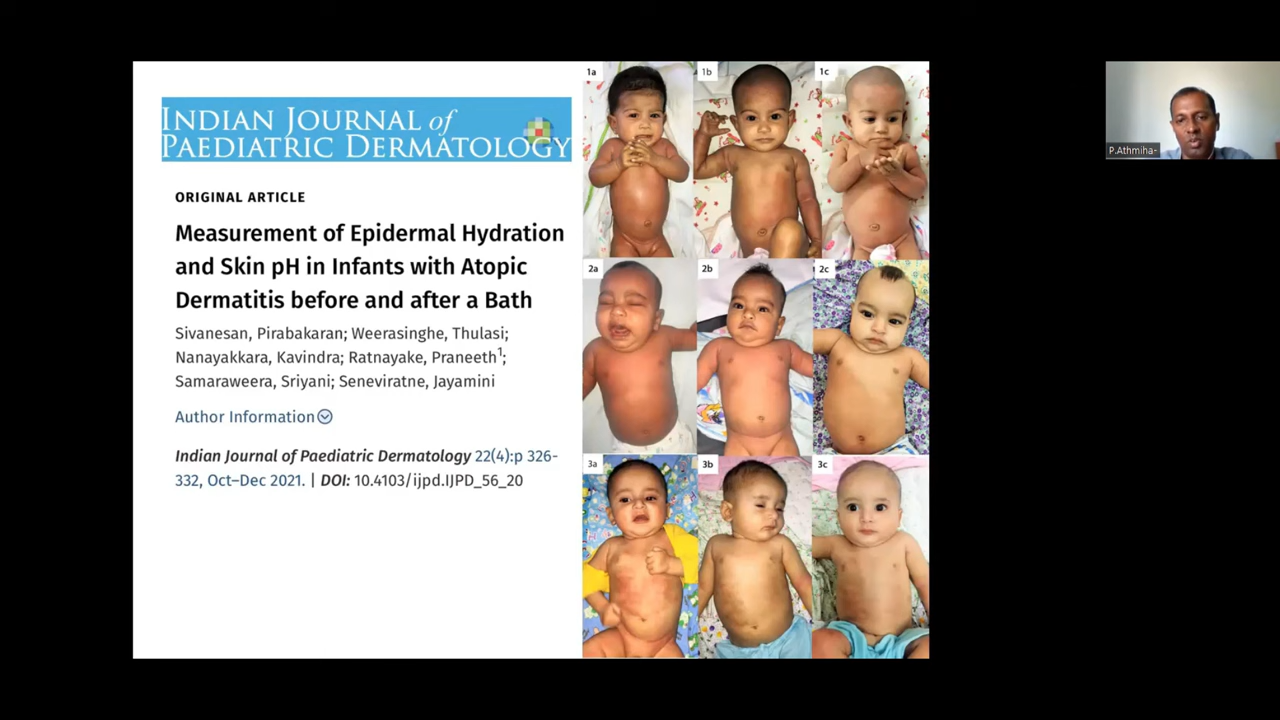 INDIAN JOURNAL of
PAEDIATRIC DERMATOLOGY
ORIGINAL ARTICLE
Measurement of Epidermal Hydration
and Skin pH in Infants with Atopic
Dermatitis before and after a Bath
Sivanesan, Pirabakaran; Weerasinghe, Thulasi;
Nanayakkara, Kavindra; Ratnayake, Praneeth¹;
Samaraweera, Sriyani; Seneviratne, Jayamini
Author Information
Indian Journal of Paediatric Dermatology 22(4):p 326-
332, Oct–Dec 2021. | DOI: 10.4103/ijpd.IJPD_56_20
1a 1b 1c
2a 2b 2c
3a 3b 3c
P.Athmiha-